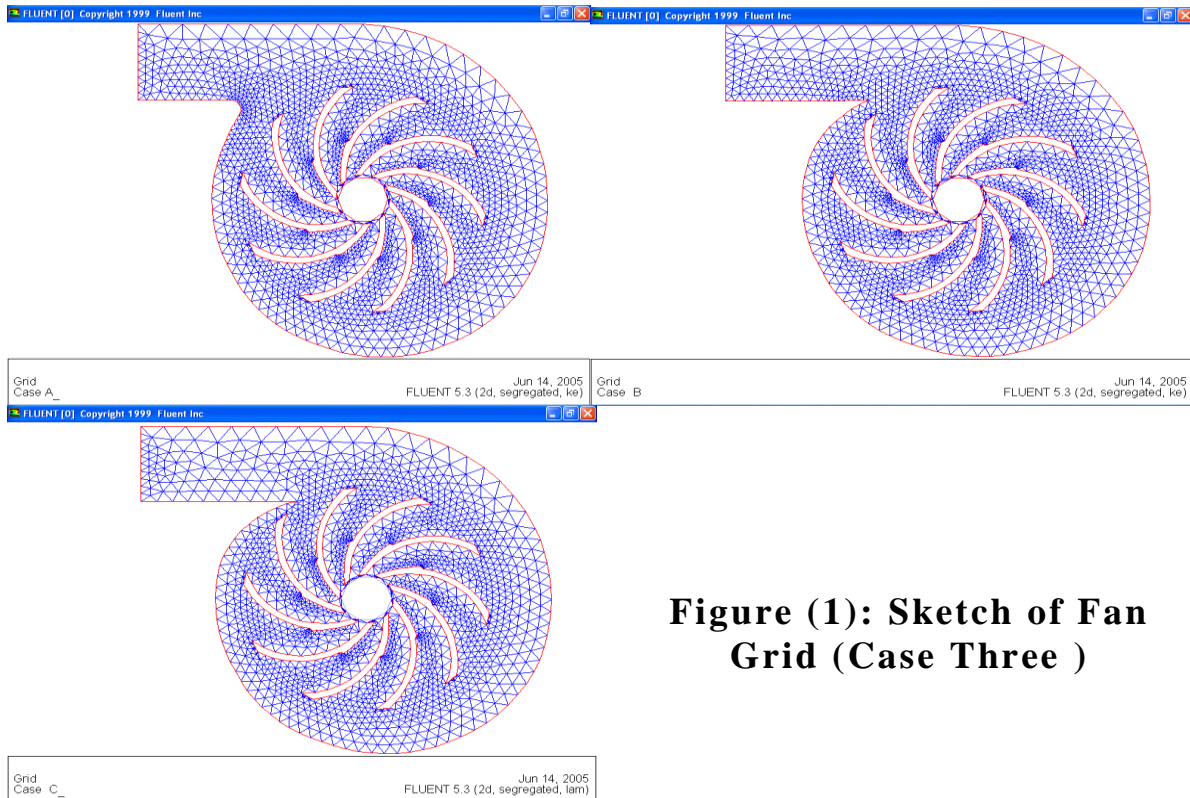 FLUENT [0] Copyright 1999 Fluent Inc
Grid
Case A_
Jun 14, 2005
FLUENT 5.3 (2d, segregated, ke)
FLUENT [0] Copyright 1999 Fluent Inc
Grid
Case B
Jun 14, 2005
FLUENT 5.3 (2d, segregated, ke)
FLUENT [0] Copyright 1999 Fluent Inc
Grid
Case C_
Jun 14, 2005
FLUENT 5.3 (2d, segregated, lam)
Figure (1): Sketch of Fan
Grid (Case Three )